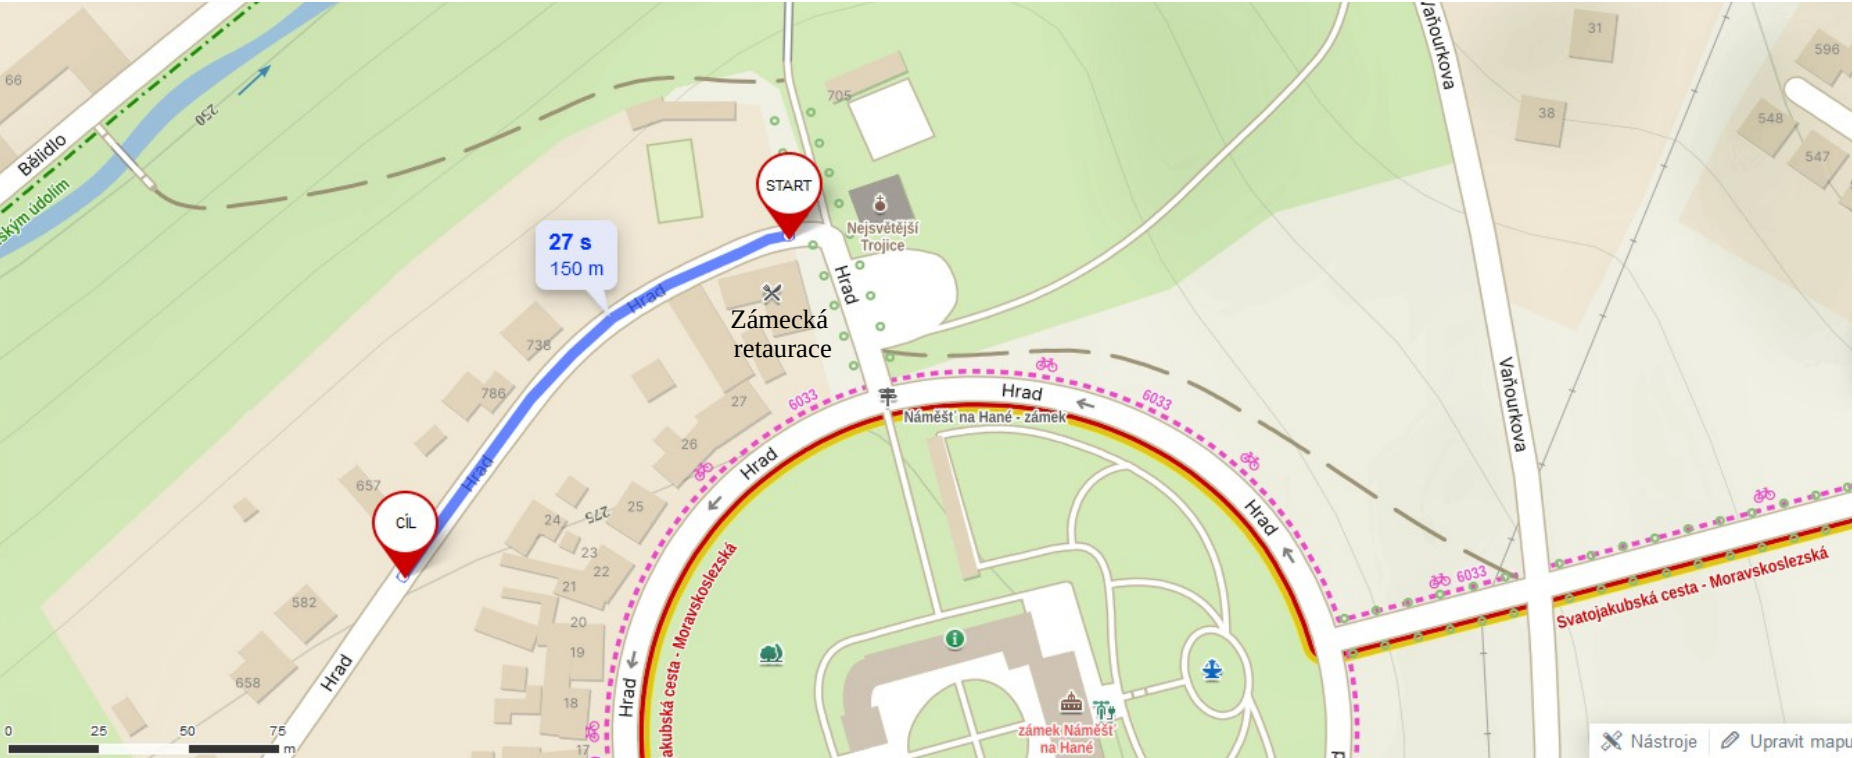 Vaňourkova
31
596
66
705
250
38
548
Bělidlo
547
START
ským údolím
Nejsvětější
Trojice
27 s
150 m
Hrad
Hrad
Zámecká
retaurace
738
Vaňourkova
786
27
6033
Hrad
6033
Náměšť na Hané - zámek
26
Hrad
657
Hrad
24
275
25
Hrad
CÍL
23
22
21
6033
Svatojakubská cesta - Moravskoslezská
582
20
19
Hrad
658
18
Hrad
akubská cesta - Moravskoslezská
zámek Náměšť
na Hané
17
0 25 50 75 m
Nástroje
Upravit mapu